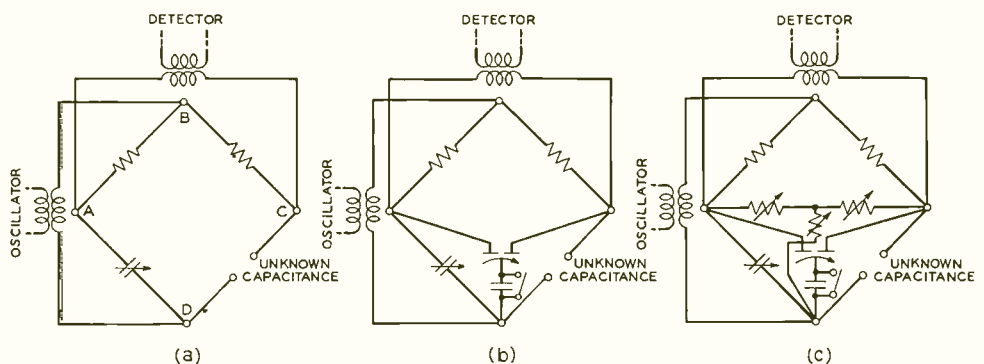 DETECTOR
DETECTOR
DETECTOR
B
OSCILLATOR
A
C
UNKNOWN
CAPACITANCE
D
(a)
OSCILLATOR
UNKNOWN
CAPACITANCE
(b)
OSCILLATOR
UNKNOWN
CAPACITANCE
(c)